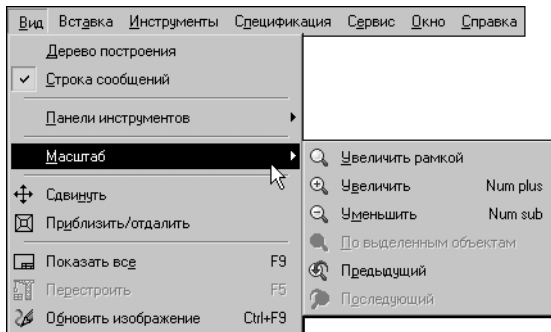 Вид Вставка Инструменты Спецификация Сервис Окно Справка
Дерево построения
Строка сообщений
Панели инструментов
Масштаб
Сдвинуть
Приблизить/отдалить
Показать все F9
Перестроить F5
Обновить изображение Ctrl+F9
Увеличить рамкой
Увеличить Num plus
Уменьшить Num sub
По выделенным объектам
Предыдущий
Последующий